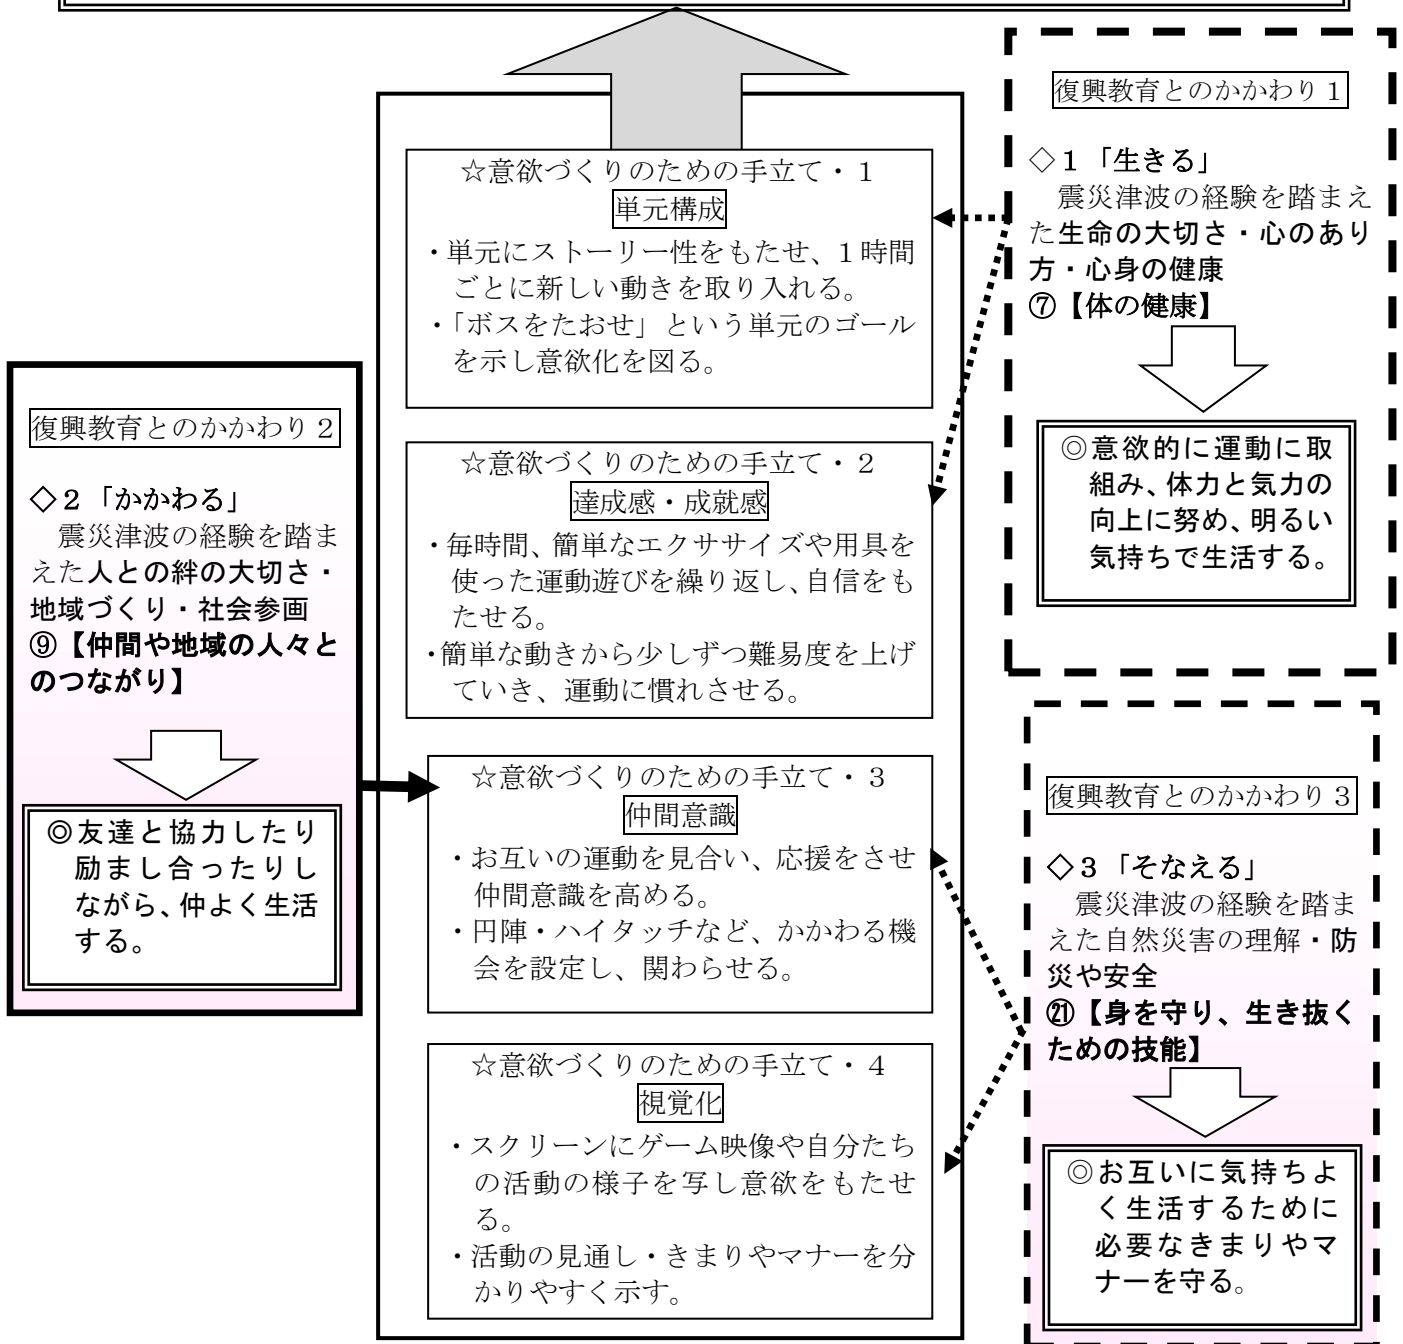 復興教育とのかかわり１
◇１「生きる」
震災津波の経験を踏まえ
た生命の大切さ・心のあり
方・心身の健康
⑦【体の健康】
◎意欲的に運動に取
組み、体力と気力の
向上に努め、明るい
気持ちで生活する。
☆意欲づくりのための手立て・１
単元構成
・単元にストーリー性をもたせ、１時間
ごとに新しい動きを取り入れる。
・「ボスをたおせ」という単元のゴール
を示し意欲化を図る。
☆意欲づくりのための手立て・２
達成感・成就感
・毎時間、簡単なエクササイズや用具を
使った運動遊びを繰り返し、自信をも
たせる。
・簡単な動きから少しずつ難易度を上げ
ていき、運動に慣れさせる。
復興教育とのかかわり２
◇２「かかわる」
震災津波の経験を踏ま
えた人との絆の大切さ・
地域づくり・社会参画
⑨【仲間や地域の人々と
のつながり】
◎友達と協力したり
励まし合ったりし
ながら、仲よく生活
する。
☆意欲づくりのための手立て・３
仲間意識
・お互いの運動を見合い、応援をさせ
仲間意識を高める。
・円陣・ハイタッチなど、かかわる機
会を設定し、関わらせる。
☆意欲づくりのための手立て・４
視覚化
・スクリーンにゲーム映像や自分たち
の活動の様子を写し意欲をもたせ
る。
・活動の見通し・きまりやマナーを分
かりやすく示す。
復興教育とのかかわり３
◇３「そなえる」
震災津波の経験を踏ま
えた自然災害の理解・防
災や安全
㉑【身を守り、生き抜く
ための技能】
◎お互いに気持ちよ
く生活するために
必要なきまりやマ
ナーを守る。